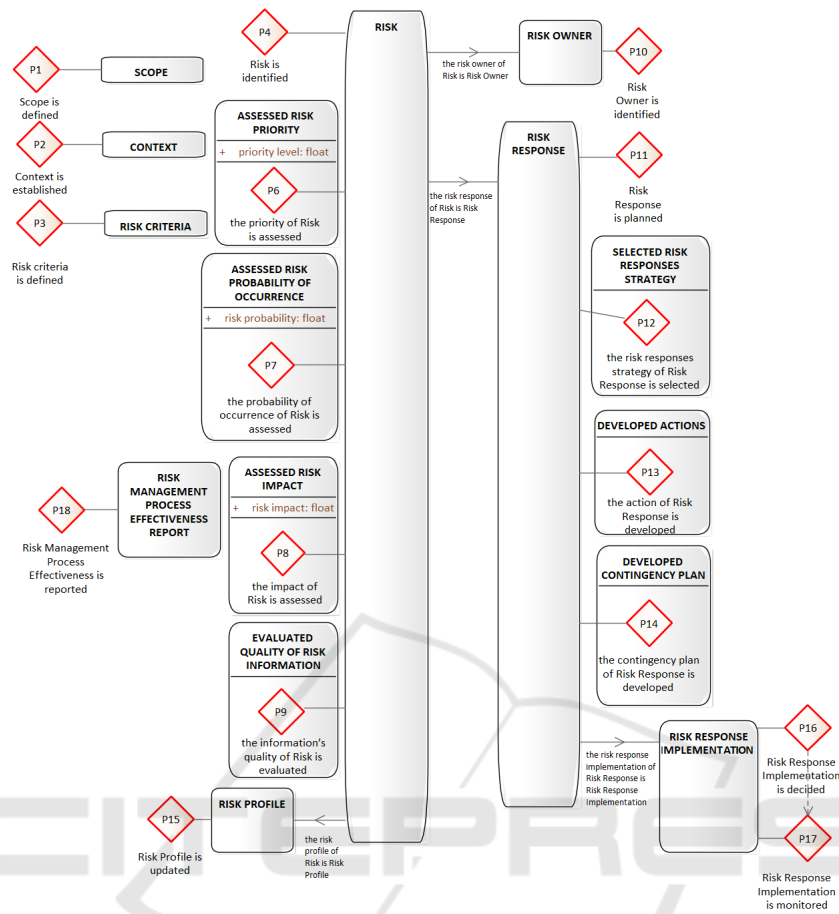 P1
Scope is
defined
SCOPE
P2
Context is
established
CONTEXT
P3
Risk criteria
is defined
RISK CRITERIA
P4
Risk is
identified
RISK
ASSESSED RISK
PRIORITY
+ priority level: float
P6
the priority of Risk
is assessed
ASSESSED RISK
PROBABILITY OF
OCCURRENCE
+ risk probability: float
P7
the probability of
occurrence of Risk is
assessed
P18
Risk Management
Process
Effectiveness is
reported
RISK
MANAGEMENT
PROCESS
EFFECTIVENESS
REPORT
ASSESSED RISK
IMPACT
+ risk impact: float
P8
the impact of
Risk is assessed
EVALUATED
QUALITY OF RISK
INFORMATION
P9
the information's
quality of Risk is
evaluated
P15
Risk Profile is
updated
RISK PROFILE
the risk
profile of
Risk is Risk
Profile
the risk owner of
Risk is Risk Owner
RISK OWNER
P10
Risk
Owner is
identified
the risk response
of Risk is Risk
Response
RISK
RESPONSE
P11
Risk
Response
is planned
SELECTED RISK
RESPONSES
STRATEGY
P12
the risk responses
strategy of Risk
Response is selected
DEVELOPED ACTIONS
P13
the action of Risk
Response is
developed
DEVELOPED
CONTINGENCY PLAN
P14
the contingency plan
of Risk Response is
developed
the risk response
implementation of
Risk Response is
Risk Response
Implementation
RISK RESPONSE
IMPLEMENTATION
P16
Risk Response
Implementation
is decided
P17
Risk Response
Implementation
is monitored
CITEPRES